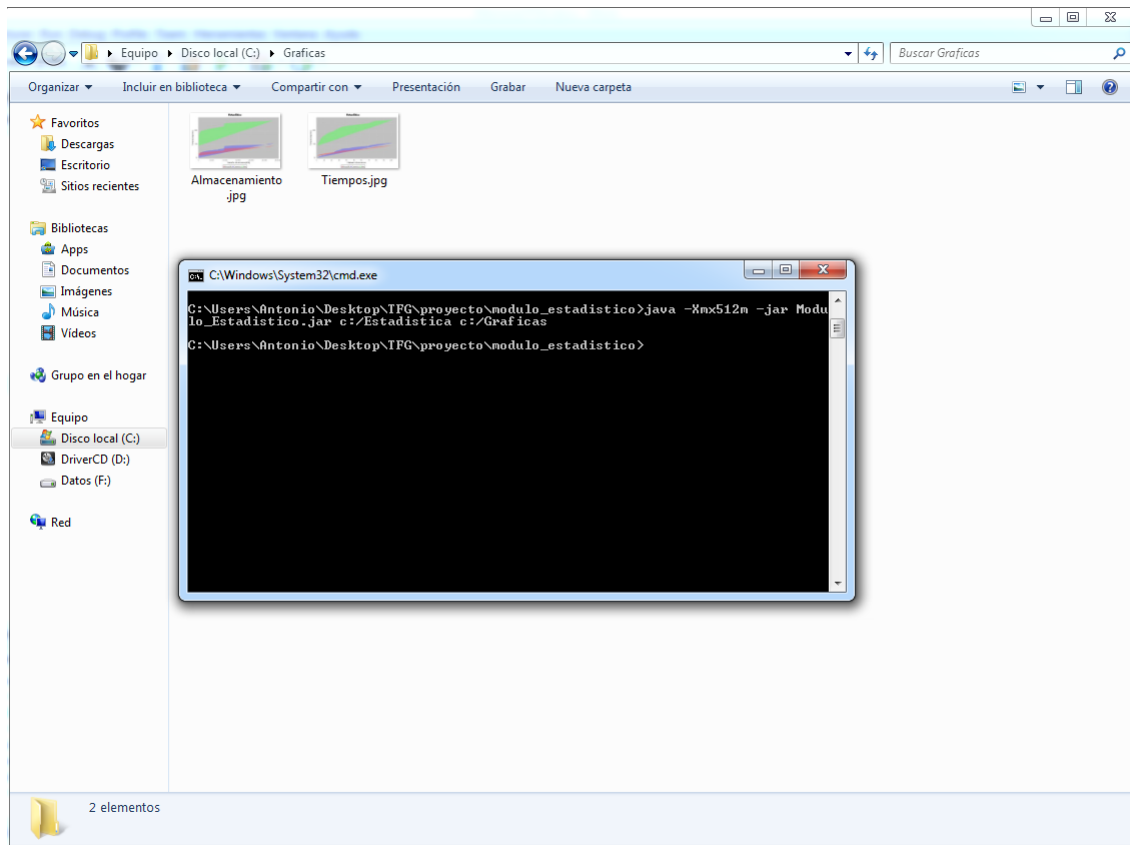 Equipo ▸ Disco local (C:) ▸ Graficas
Buscar Graficas
Organizar Incluir en biblioteca Compartir con Presentación Grabar Nueva carpeta
Favoritos
Descargas
Escritorio
Sitios recientes
Bibliotecas
Apps
Documentos
Imágenes
Música
Vídeos
Grupo en el hogar
Equipo
Disco local (C:)
DriverCD (D:)
Datos (F:)
Red
Almacenamiento
.jpg
Tiempos.jpg
C:\Windows\System32\cmd.exe
C:\Users\Antonio\Desktop\TFG\proyecto\modulo_estadistico>java -Xmx512m -jar Modu
lo_Estadistico.jar c:/Estadistica c:/Graficas
C:\Users\Antonio\Desktop\TFG\proyecto\modulo_estadistico>
2 elementos